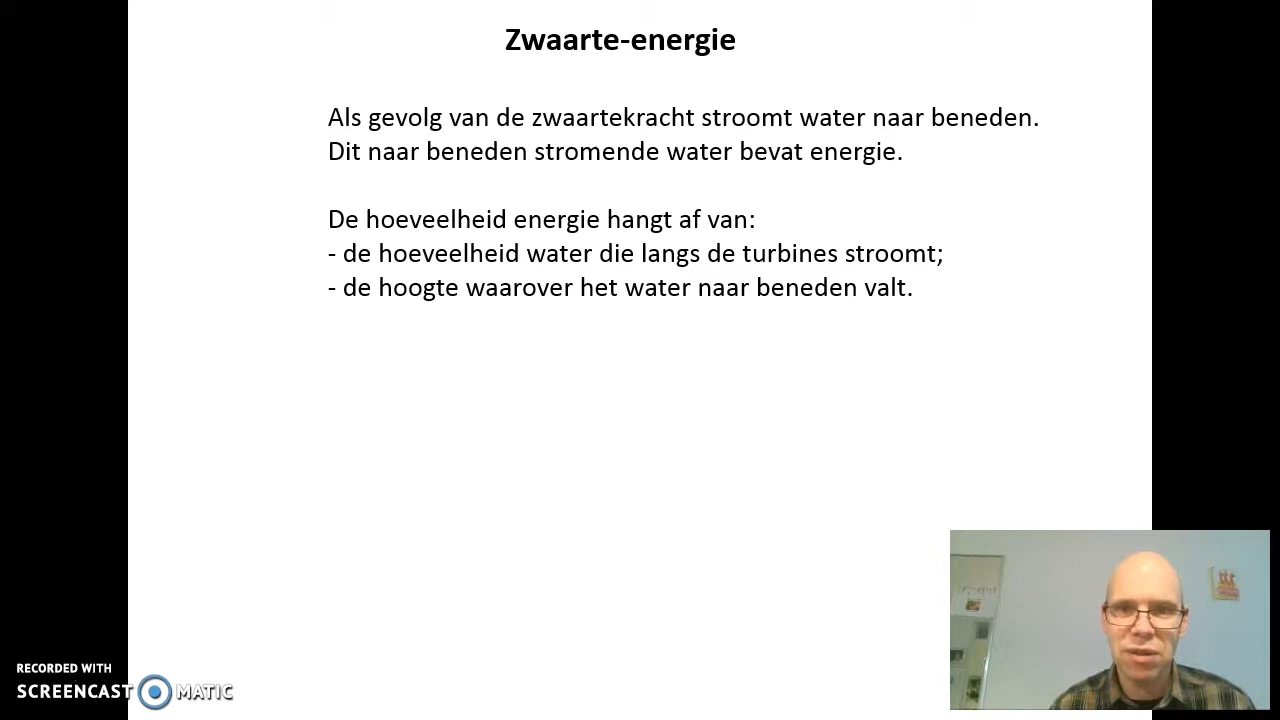 Zwaarte-energie
Als gevolg van de zwaartekracht stroomt water naar beneden.
Dit naar beneden stromende water bevat energie.
De hoeveelheid energie hangt af van:
- de hoeveelheid water die langs de turbines stroomt;
- de hoogte waarover het water naar beneden valt.
RECORDED WITH
SCREENCAST MATIC